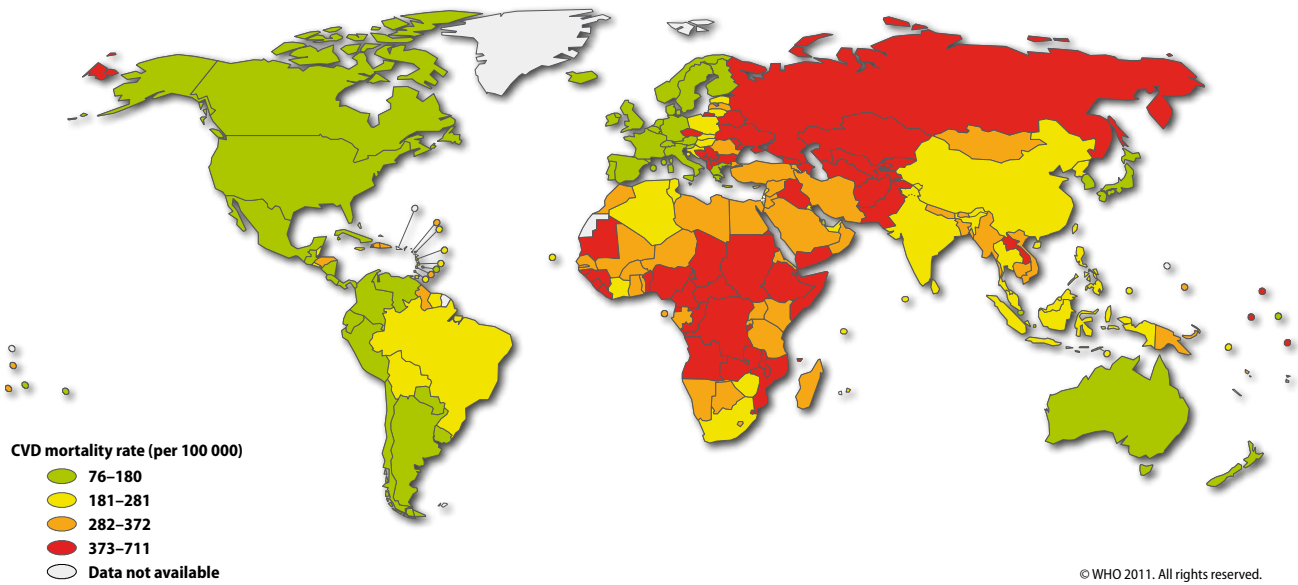 CVD mortality rate (per 100 000)
76–180
181–281
282–372
373–711
Data not available
© WHO 2011. All rights reserved.